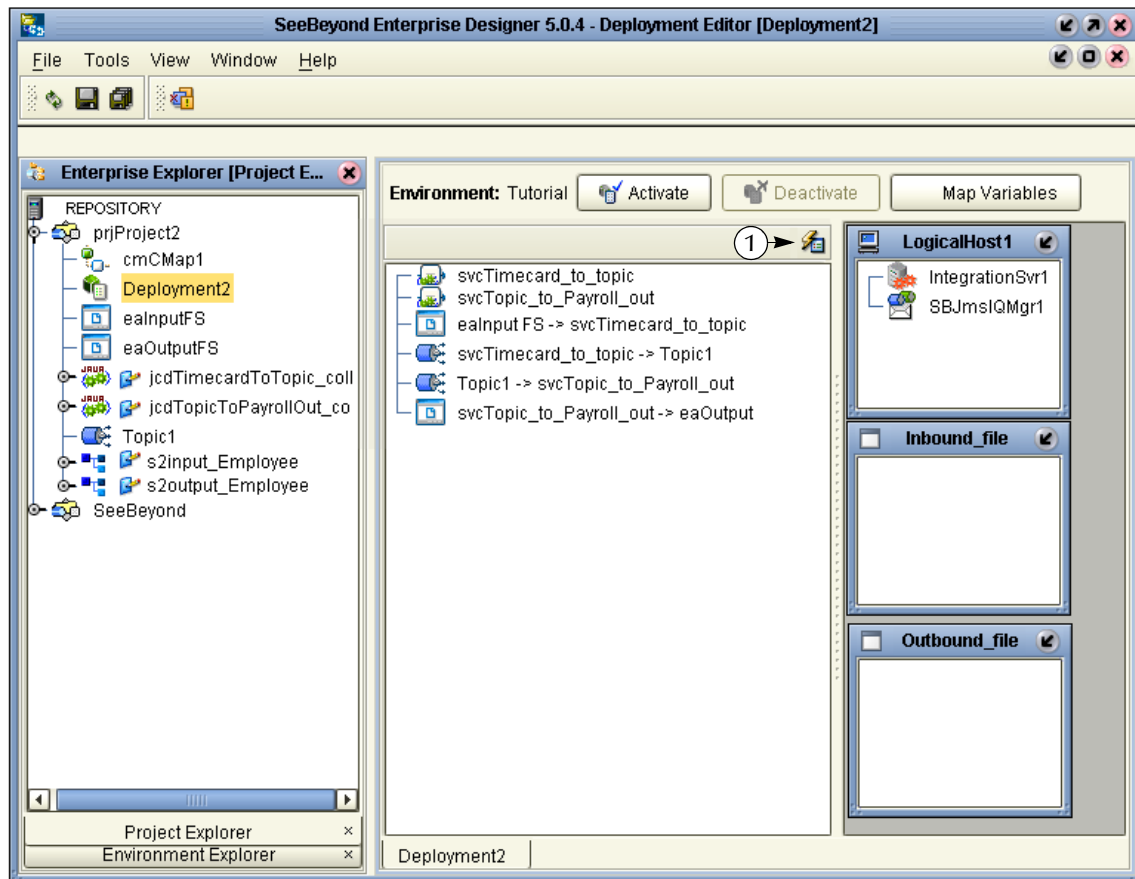 SeeBeyond Enterprise Designer 5.0.4 - Deployment Editor [Deployment2]
File Tools View Window Help
Enterprise Explorer [Project E...
REPOSITORY
prjProject2
cmCMap1
Deployment2
eaInputFS
eaOutputFS
JAVA jcdTimecardToTopic_coll
JAVA jcdTopicToPayrollOut_co
Topic1
s2input_Employee
s2output_Employee
SeeBeyond
Project Explorer ×
Environment Explorer ×
Environment: Tutorial Activate Deactivate Map Variables
1
svcTimecard_to_topic
svcTopic_to_Payroll_out
eaInput FS -> svcTimecard_to_topic
svcTimecard_to_topic -> Topic1
Topic1 -> svcTopic_to_Payroll_out
svcTopic_to_Payroll_out -> eaOutput
Deployment2
LogicalHost1
IntegrationSvr1
SBJmsIQMgr1
Inbound_file
Outbound_file